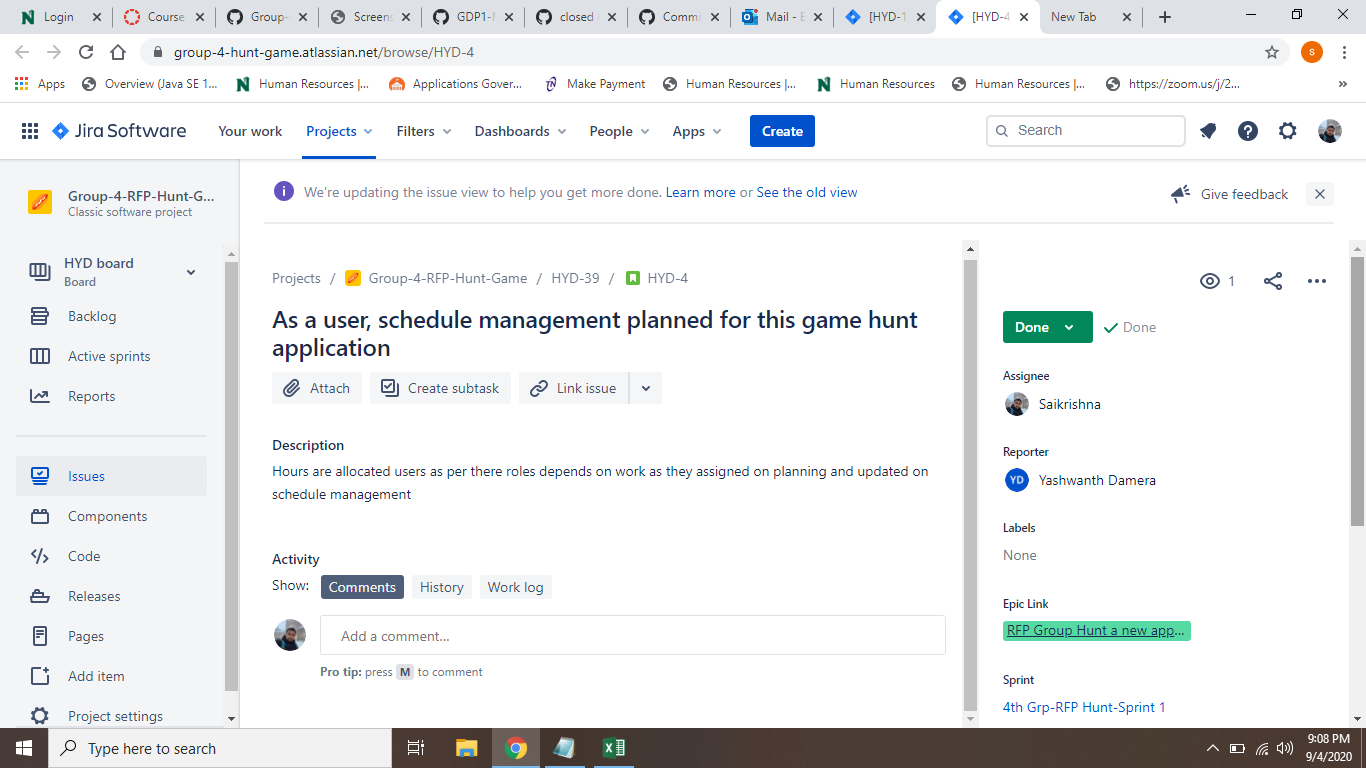 Login
Course
Group-
Screens
GDP1-
closed
Commi
Mail - E
[HYD-1
[HYD-4
New Tab
group-4-hunt-game.atlassian.net/browse/HYD-4
S
Apps
Overview (Java SE 1...
Human Resources |...
Applications Gover...
Make Payment
Human Resources |...
Human Resources
Human Resources |...
https://zoom.us/j/2...
»
Jira Software
Your work
Projects
Filters
Dashboards
People
Apps
Create
Search
Group-4-RFP-Hunt-G...
Classic software project
We're updating the issue view to help you get more done. Learn more or See the old view
Give feedback
HYD board
Board
Backlog
Active sprints
Reports
Issues
Components
Code
Releases
Pages
Add item
Project settings
Projects / Group-4-RFP-Hunt-Game / HYD-39 / HYD-4
As a user, schedule management planned for this game hunt
application
Attach
Create subtask
Link issue
Description
Hours are allocated users as per there roles depends on work as they assigned on planning and updated on
schedule management
Activity
Show: Comments History Work log
Add a comment...
Pro tip: press M to comment
1
Done
Done
Assignee
Saikrishna
Reporter
YD Yashwanth Damera
Labels
None
Epic Link
RFP Group Hunt a new app...
Sprint
4th Grp-RFP Hunt-Sprint 1
Type here to search
9:08 PM
9/4/2020